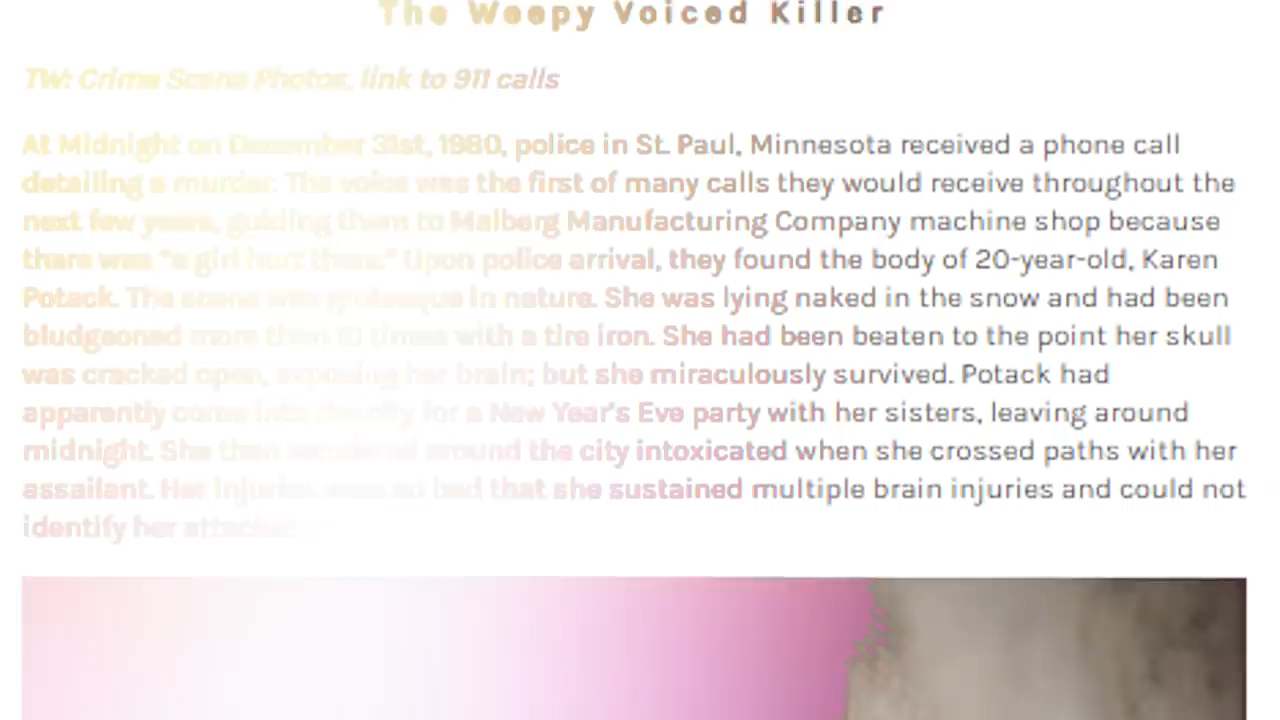 The Weepy Voiced Killer
TW: Crime Scene Photos, link to 911 calls
At Midnight on December 31st, 1980, police in St. Paul, Minnesota received a phone call
detailing a murder. The voice was the first of many calls they would receive throughout the
next few years, guiding them to Malberg Manufacturing Company machine shop because
there was "a girl hurt there." Upon police arrival, they found the body of 20-year-old, Karen
Potack. The scene was grotesque in nature. She was lying naked in the snow and had been
bludgeoned more then 10 times with a tire iron. She had been beaten to the point her skull
was cracked open, exposing her brain; but she miraculously survived. Potack had
apparently come into the city for a New Year's Eve party with her sisters, leaving around
midnight. She then wandered around the city intoxicated when she crossed paths with her
assailant. Her injuries were so bad that she sustained multiple brain injuries and could not
identify her attacker.